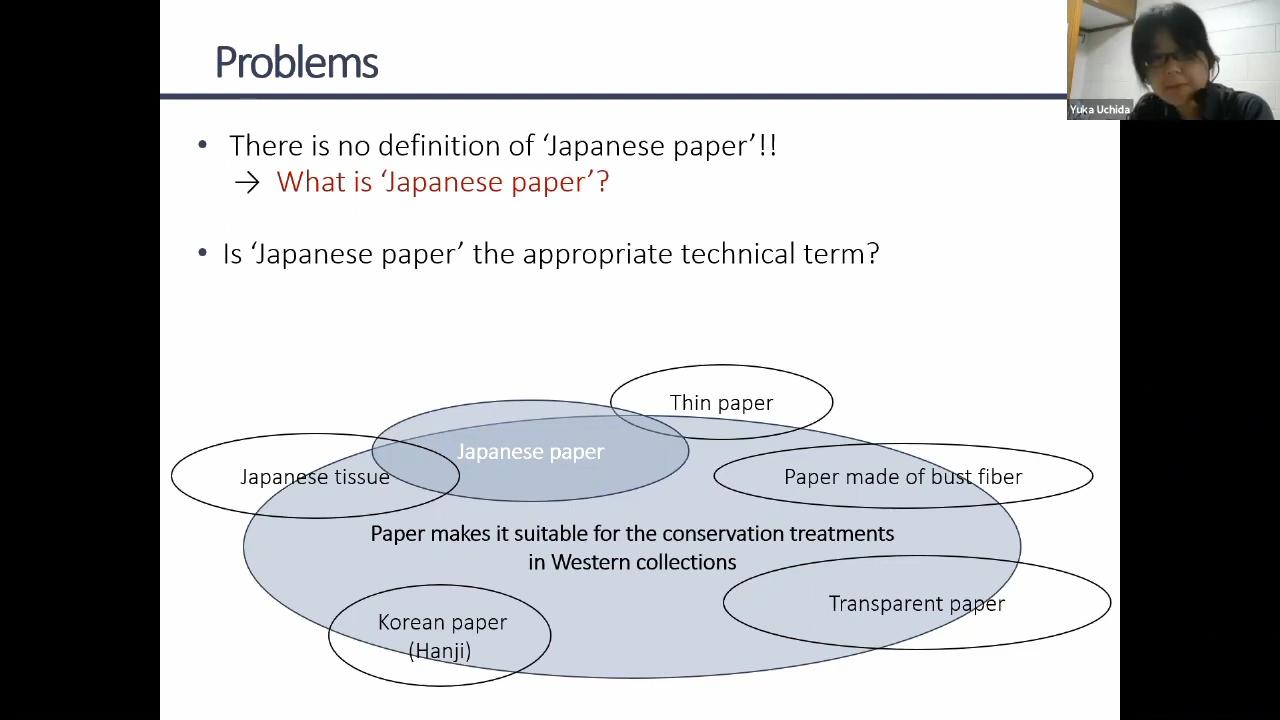 Problems
Yuka Uchida
• There is no definition of ‘Japanese paper’!!
→ What is ‘Japanese paper’?
• Is ‘Japanese paper’ the appropriate technical term?
Thin paper
Japanese paper
Japanese tissue
Paper made of bust fiber
Paper makes it suitable for the conservation treatments
in Western collections
Transparent paper
Korean paper
(Hanji)